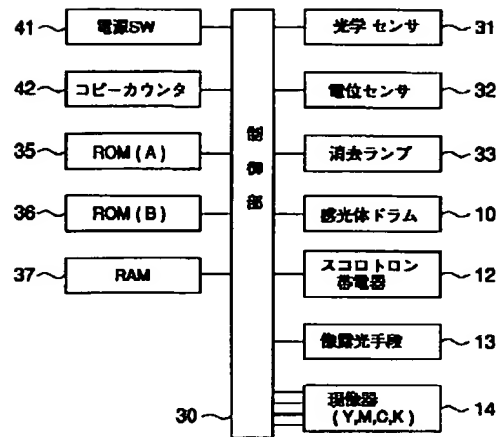 41 電源SW
42 コピーカウンタ
35 ROM (A)
36 ROM (B)
37 RAM
制御部
30
光学センサ 31
電位センサ 32
消去ランプ 33
感光体ドラム 10
スコロトロン
帯電器 12
像露光手段 13
現像器
(Y,M,C,K) 14